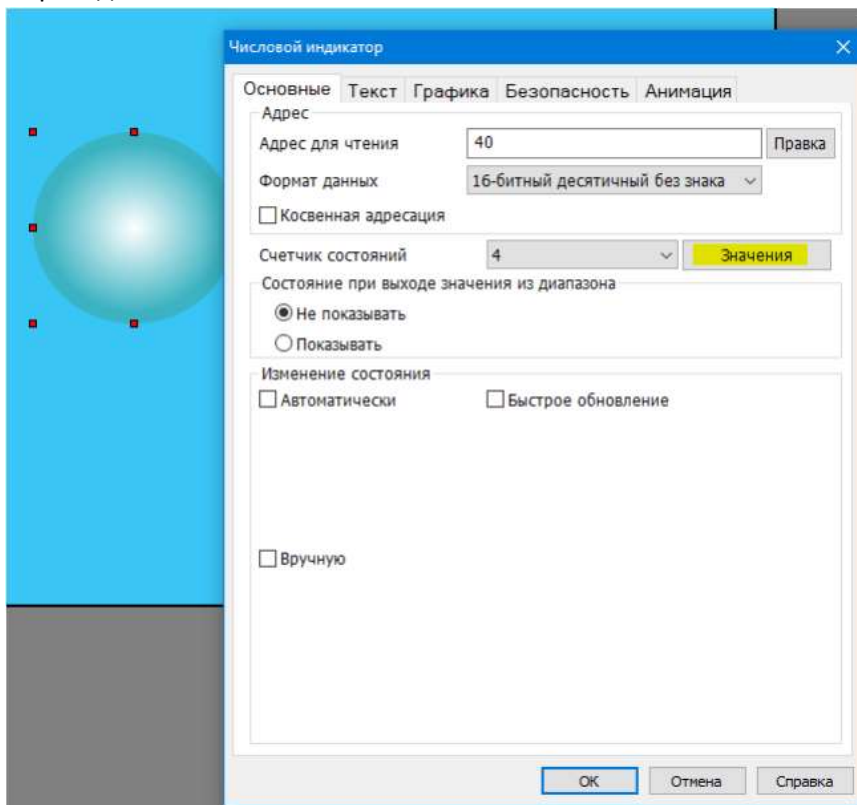 Числовой индикатор
Основные Текст Графика Безопасность Анимация
Адрес
Адрес для чтения 40 Правка
Формат данных 16-битный десятичный без знака
Косвенная адресация
Счетчик состояний 4 Значения
Состояние при выходе значения из диапазона
Не показывать
Показывать
Изменение состояния
Автоматически Быстрое обновление
Вручную
ОК Отмена Справка